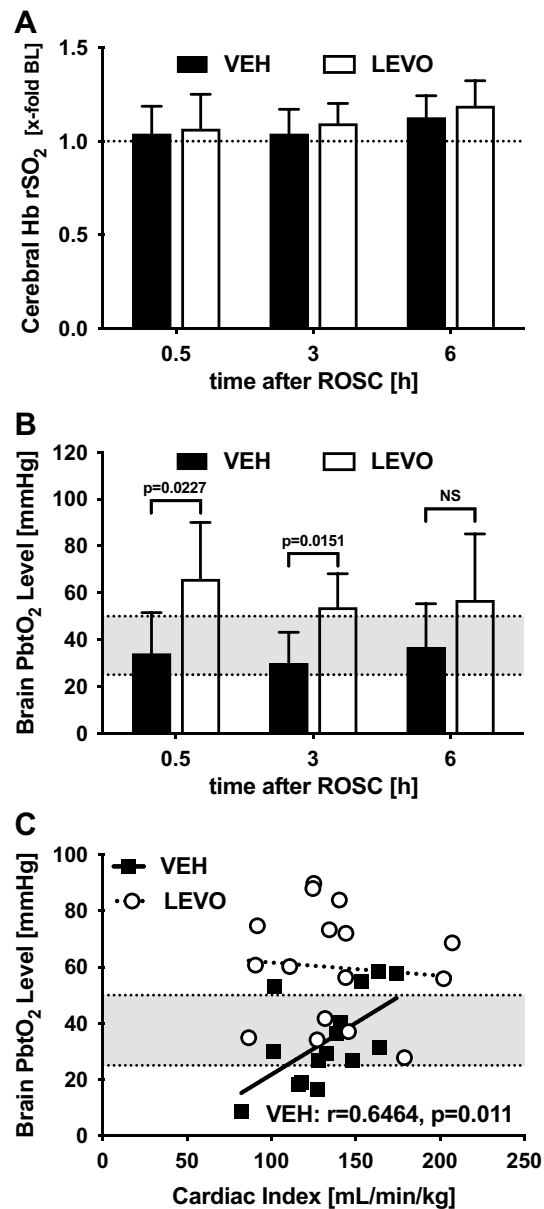 A
VEH LEVO
Cerebral Hb rSO₂ [x-fold BL]
1.5
1.0
0.5
0.0
0.5 3 6
time after ROSC [h]
B
VEH LEVO
Brain PbtO₂ Level [mmHg]
120
100
80
60
40
20
0
p=0.0227
p=0.0151
NS
0.5 3 6
time after ROSC [h]
C
VEH
LEVO
Brain PbtO₂ Level [mmHg]
100
80
60
40
20
0
VEH: r=0.6464, p=0.011
0 50 100 150 200 250
Cardiac Index [mL/min/kg]